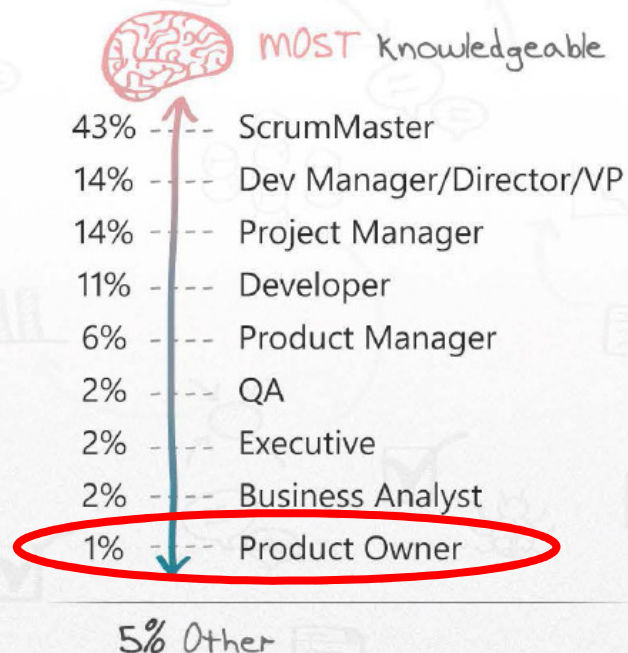 MOST Knowledgeable
43% ---- ScrumMaster
14% ---- Dev Manager/Director/VP
14% ---- Project Manager
11% ---- Developer
6% ---- Product Manager
2% ---- QA
2% ---- Executive
2% ---- Business Analyst
1% ---- Product Owner
5% Other